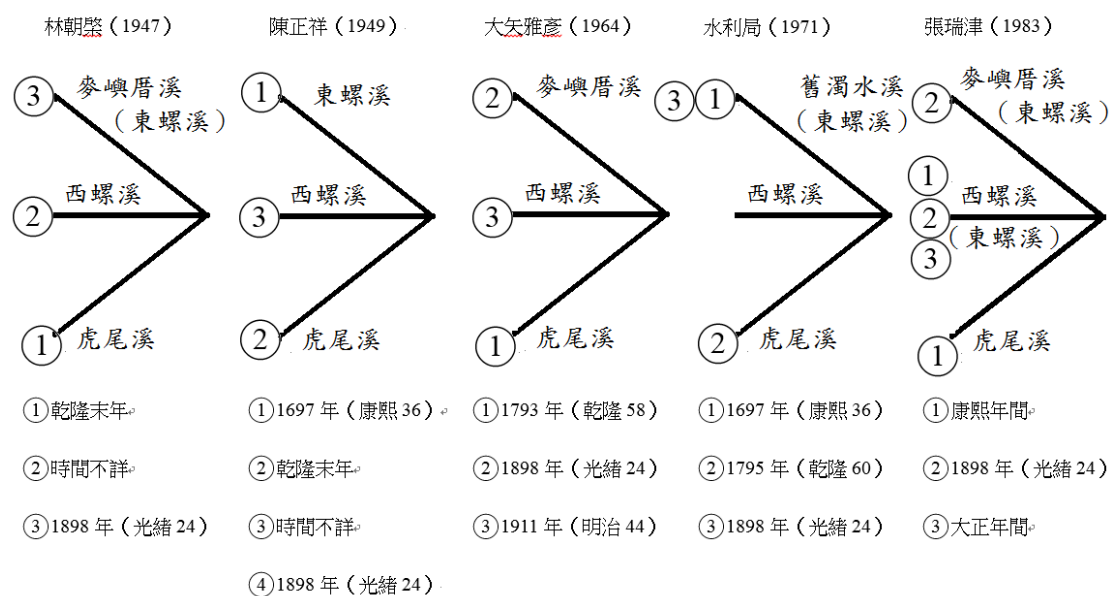 林朝棨（1947）
③ 麥嶼厝溪
（東螺溪）
② 西螺溪
① 虎尾溪
①乾隆末年
②時間不詳
③1898 年（光緒 24）
陳正祥（1949）
① 東螺溪
③ 西螺溪
② 虎尾溪
①1697 年（康熙 36）
②乾隆末年
③時間不詳
④1898 年（光緒 24）
大矢雅彥（1964）
② 麥嶼厝溪
③ 西螺溪
① 虎尾溪
①1793 年（乾隆 58）
②1898 年（光緒 24）
③1911 年（明治 44）
水利局（1971）
③ ① 舊濁水溪
（東螺溪）
西螺溪
② 虎尾溪
①1697 年（康熙 36）
②1795 年（乾隆 60）
③1898 年（光緒 24）
張瑞津（1983）
② 麥嶼厝溪
（東螺溪）
①
② 西螺溪
（東螺溪）
③
① 虎尾溪
①康熙年間
②1898 年（光緒 24）
③大正年間